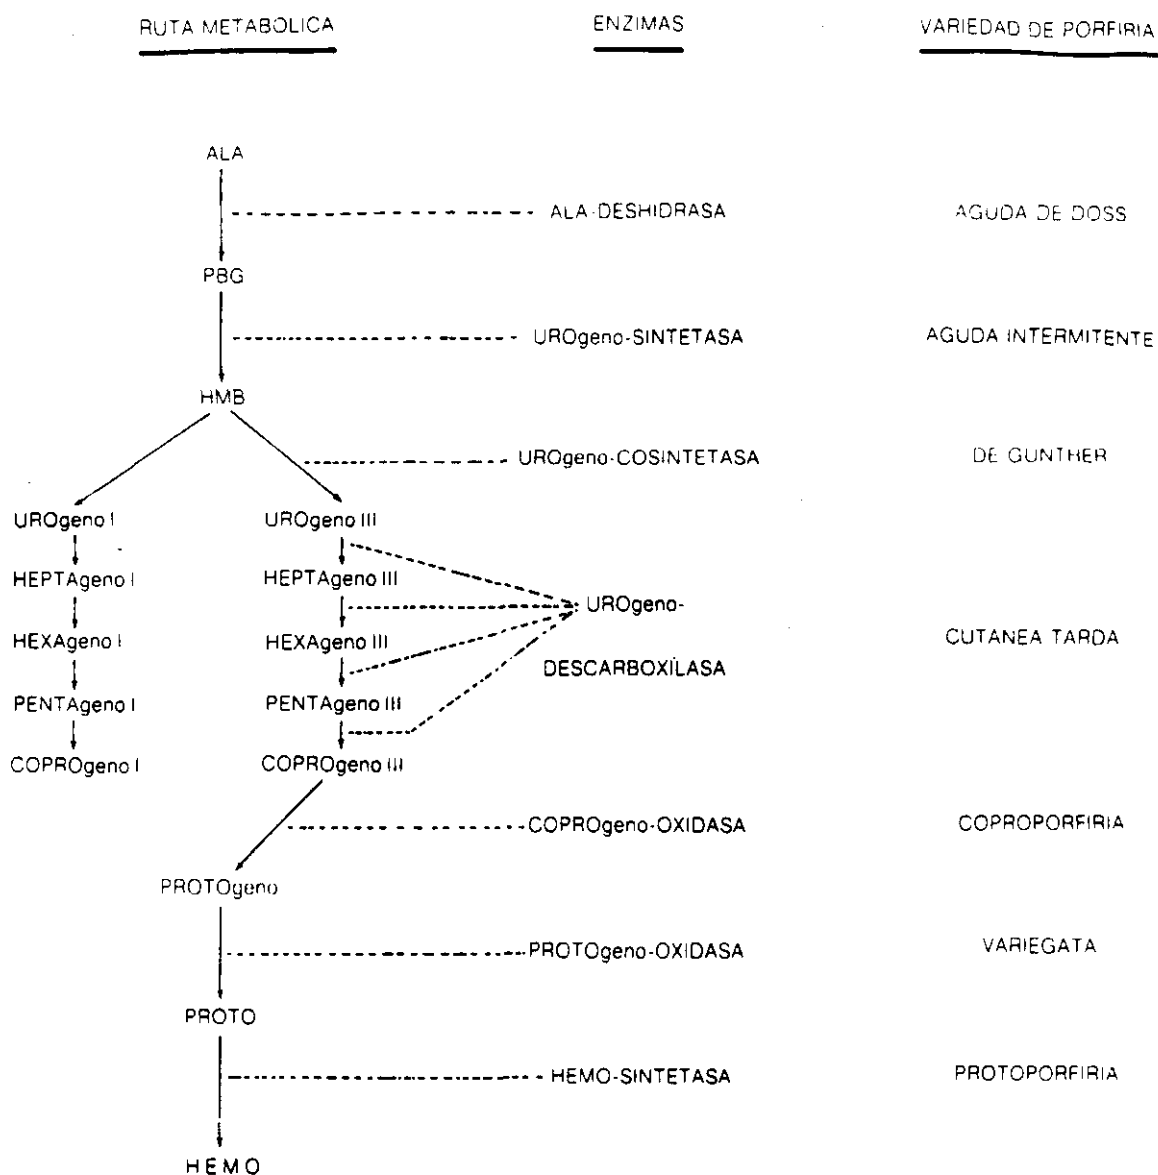 RUTA METABOLICA ENZIMAS VARIEDAD DE PORFIRIA
ALA
ALA-DESHIDRASA AGUDA DE DOSS
PBG
UROgeno-SINTETASA AGUDA INTERMITENTE
HMB
UROgeno-COSINTETASA DE GUNTHER
UROgeno I UROgeno III
HEPTAgeno I HEPTAgeno III
UROgeno-
HEXAgeno I HEXAgeno III CUTANEA TARDA
DESCARBOXILASA
PENTAgeno I PENTAgeno III
COPROgeno I COPROgeno III
COPROgeno-OXIDASA COPROPORFIRIA
PROTOgeno
PROTOgeno-OXIDASA VARIEGATA
PROTO
HEMO-SINTETASA PROTOPORFIRIA
HEMO